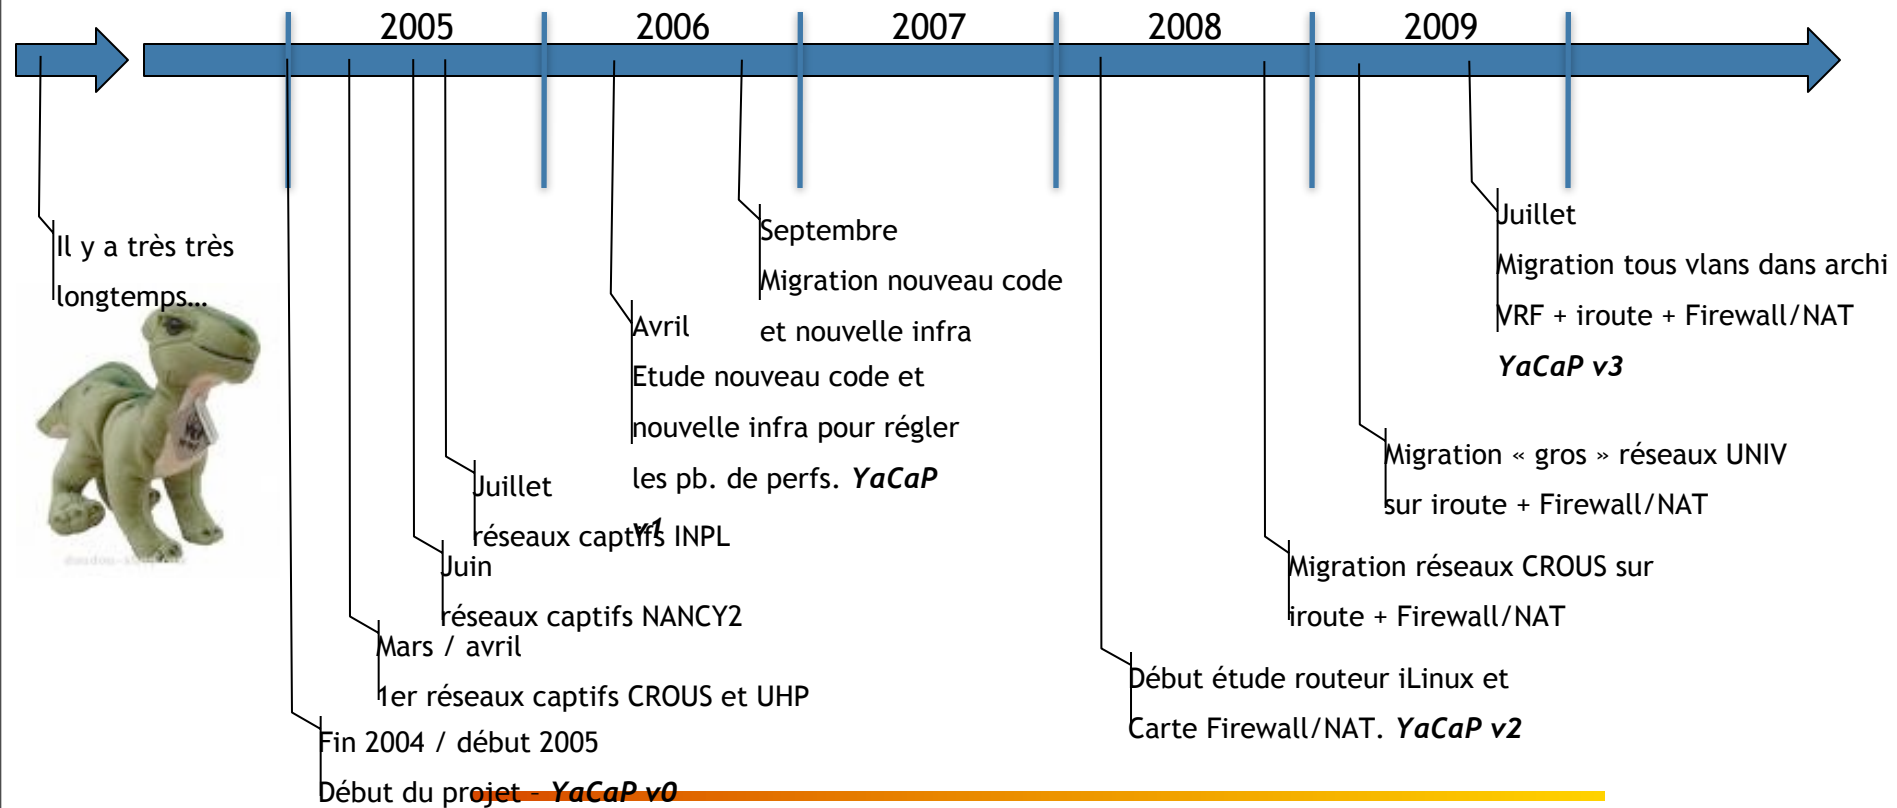 2005
2006
2007
2008
2009
Il y a très très
longtemps…
Fin 2004 / début 2005
Début du projet – YaCaP v0
Mars / avril
1er réseaux captifs CROUS et UHP
Juin
réseaux captifs NANCY2
Juillet
réseaux captifs INPL
Avril
Etude nouveau code et
nouvelle infra pour régler
les pb. de perfs. YaCaP
v1
Septembre
Migration nouveau code
et nouvelle infra
Début étude routeur iLinux et
Carte Firewall/NAT. YaCaP v2
Migration réseaux CROUS sur
iroute + Firewall/NAT
Migration « gros » réseaux UNIV
sur iroute + Firewall/NAT
Juillet
Migration tous vlans dans archi
VRF + iroute + Firewall/NAT
YaCaP v3